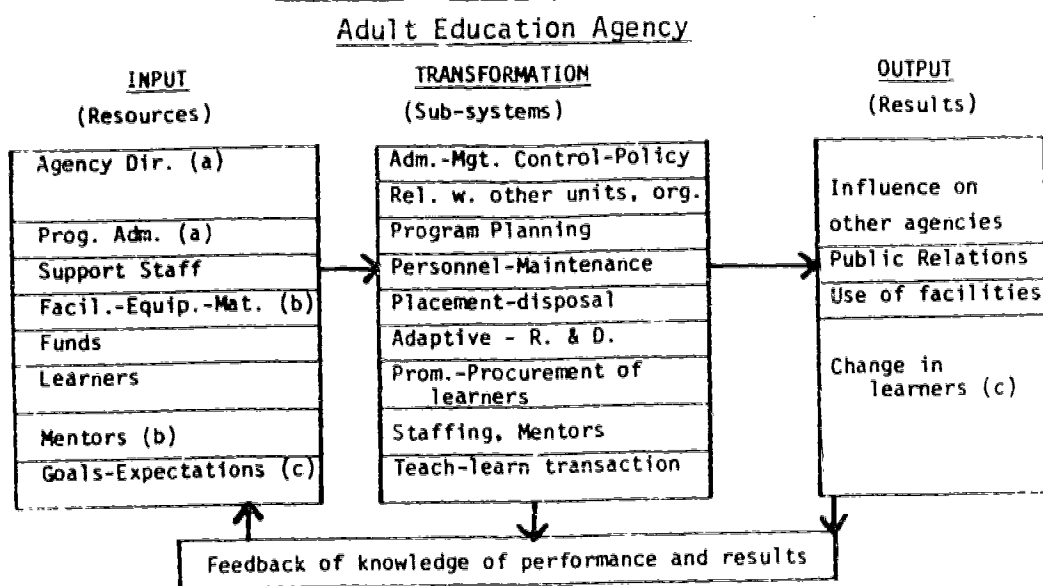 Adult Education Agency
INPUT
(Resources)
TRANSFORMATION
(Sub-systems)
OUTPUT
(Results)
Agency Dir. (a)
Prog. Adm. (a)
Support Staff
Facil.-Equip.-Mat. (b)
Funds
Learners
Mentors (b)
Goals-Expectations (c)
Adm.-Mgt. Control-Policy
Rel. w. other units, org.
Program Planning
Personnel-Maintenance
Placement-disposal
Adaptive - R. & D.
Prom.-Procurement of
learners
Staffing, Mentors
Teach-learn transaction
Influence on
other agencies
Public Relations
Use of facilities
Change in
learners (c)
Feedback of knowledge of performance and results